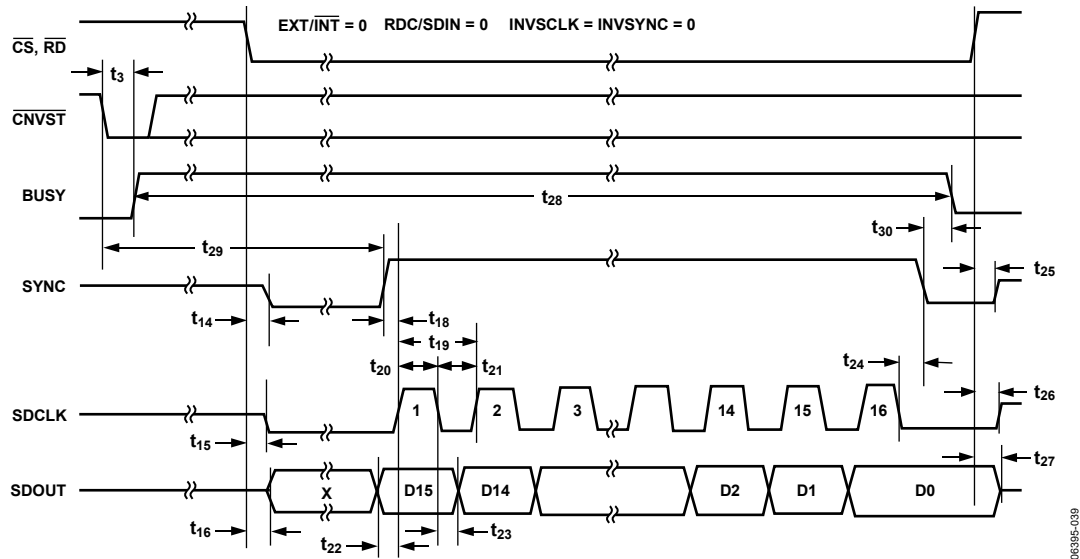 EXT/INT = 0 RDC/SDIN = 0 INVSCLK = INVSYNC = 0
CS, RD
t3
CNVST
BUSY
t28
t30
t29
t25
SYNC
t14
t18
t19
t20
t21
t24
t26
SDCLK
1 2 3 14 15 16
t15
t27
SDOUT
X D15 D14 D2 D1 D0
t16
t22
t23
06395-039